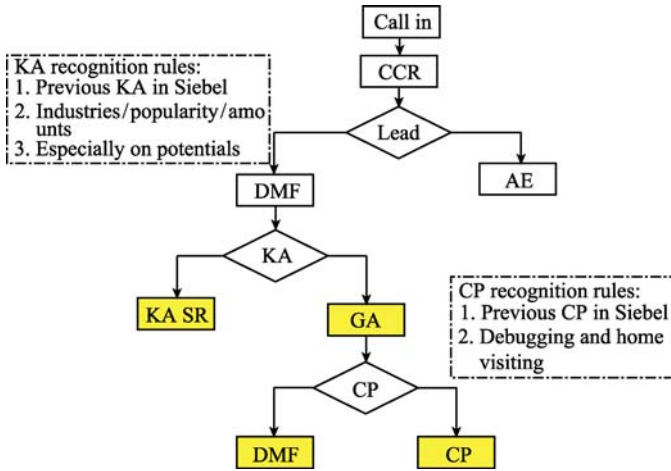 Call in
CCR
KA recognition rules:
1. Previous KA in Siebel
2. Industries/popularity/amo
unts
3. Especially on potentials
Lead
DMF
AE
KA
KA SR
GA
CP recognition rules:
1. Previous CP in Siebel
2. Debugging and home
visiting
CP
DMF
CP